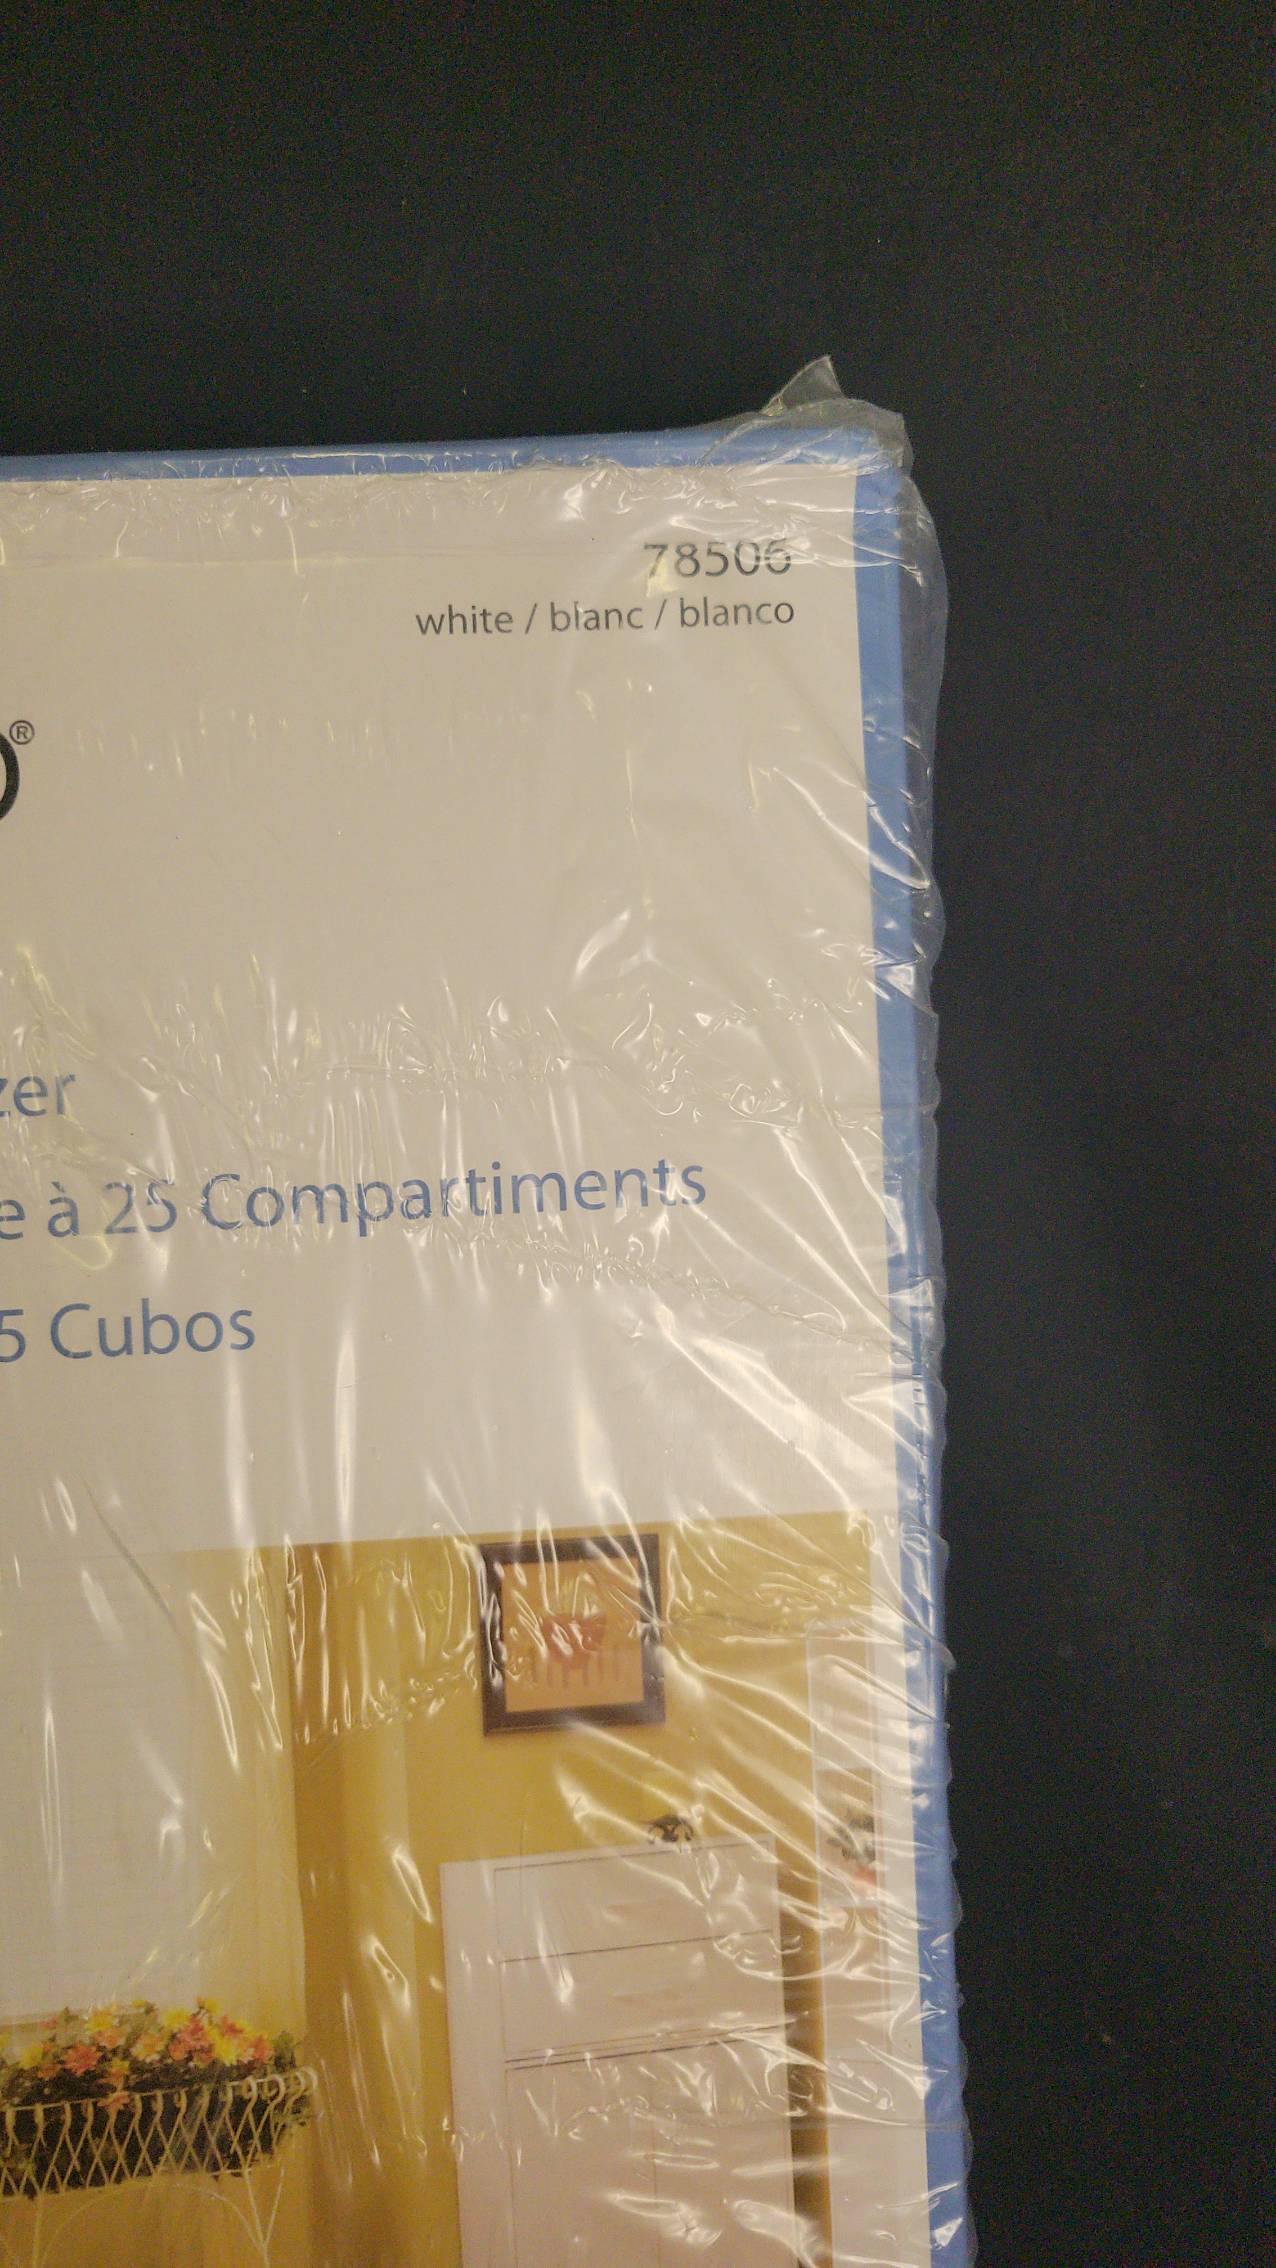 78506
white / blanc / blanco
®
zer
e à 25 Compartiments
5 Cubos